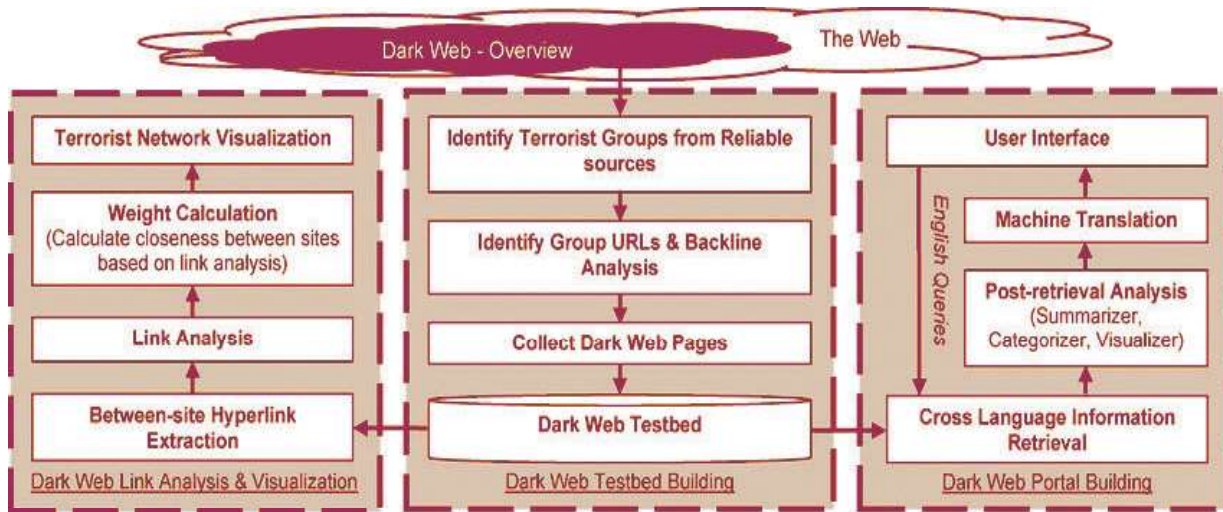 Dark Web - Overview
The Web
Terrorist Network Visualization
Weight Calculation
(Calculate closeness between sites
based on link analysis)
Link Analysis
Between-site Hyperlink
Extraction
Dark Web Link Analysis & Visualization
Identify Terrorist Groups from Reliable
sources
Identify Group URLs & Backline
Analysis
Collect Dark Web Pages
Dark Web Testbed
Dark Web Testbed Building
User Interface
English Queries
Machine Translation
Post-retrieval Analysis
(Summarizer,
Categorizer, Visualizer)
Cross Language Information
Retrieval
Dark Web Portal Building